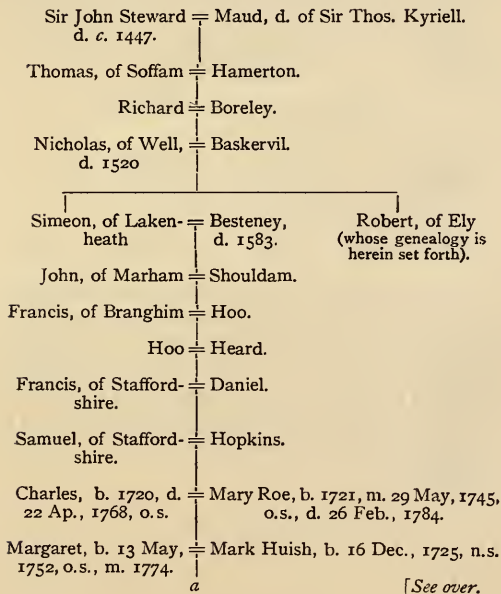 Sir John Steward = Maud, d. of Sir Thos. Kyriell.
d. c. 1447.
Thomas, of Soffam = Hamerton.
Richard = Boreley.
Nicholas, of Well, = Baskervil.
d. 1520
Simeon, of Laken- = Besteney, Robert, of Ely
heath d. 1583. (whose genealogy is
herein set forth).
John, of Marham = Shouldam.
Francis, of Branghim = Hoo.
Hoo = Heard.
Francis, of Stafford- = Daniel.
shire.
Samuel, of Stafford- = Hopkins.
shire.
Charles, b. 1720, d. = Mary Roe, b. 1721, m. 29 May, 1745,
22 Ap., 1768, o.s. o.s., d. 26 Feb., 1784.
Margaret, b. 13 May, = Mark Huish, b. 16 Dec., 1725, n.s.
1752, o.s., m. 1774.
a [See over.